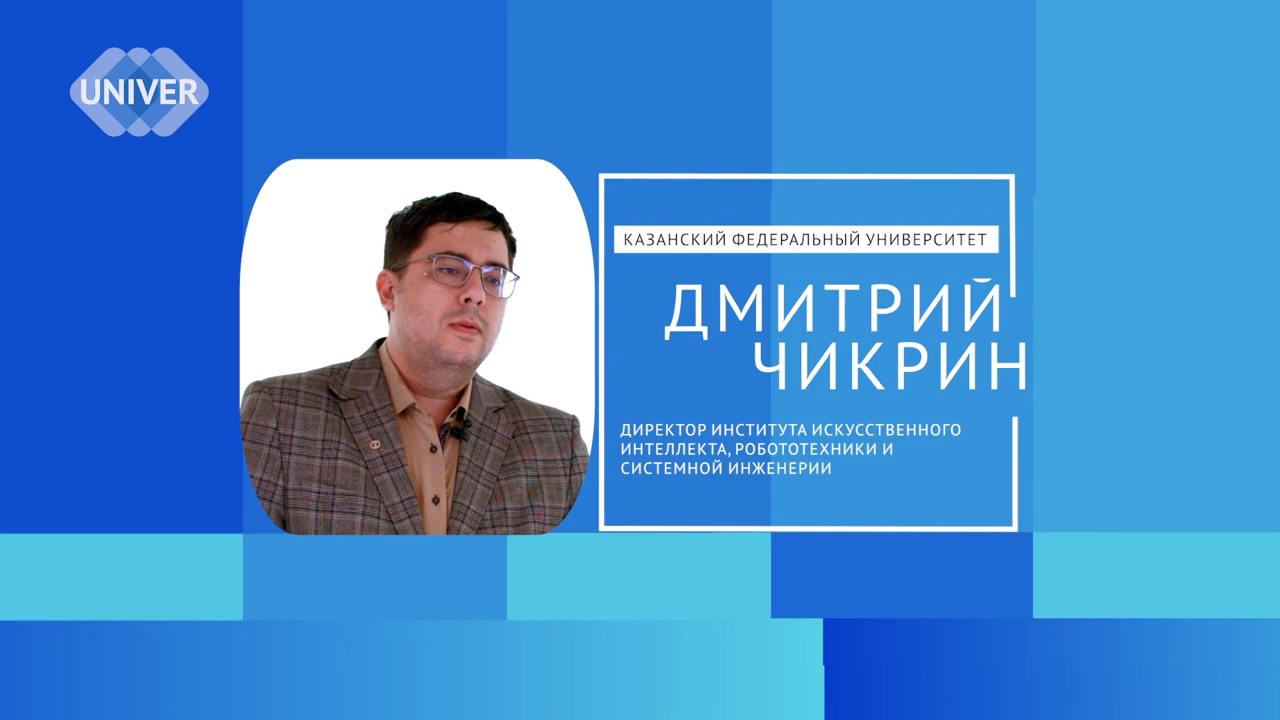 UNIVER
КАЗАНСКИЙ ФЕДЕРАЛЬНЫЙ УНИВЕРСИТЕТ
ДМИТРИЙ
ЧИКРИН
ДИРЕКТОР ИНСТИТУТА ИСКУССТВЕННОГО
ИНТЕЛЛЕКТА, РОБОТОТЕХНИКИ И
СИСТЕМНОЙ ИНЖЕНЕРИИ